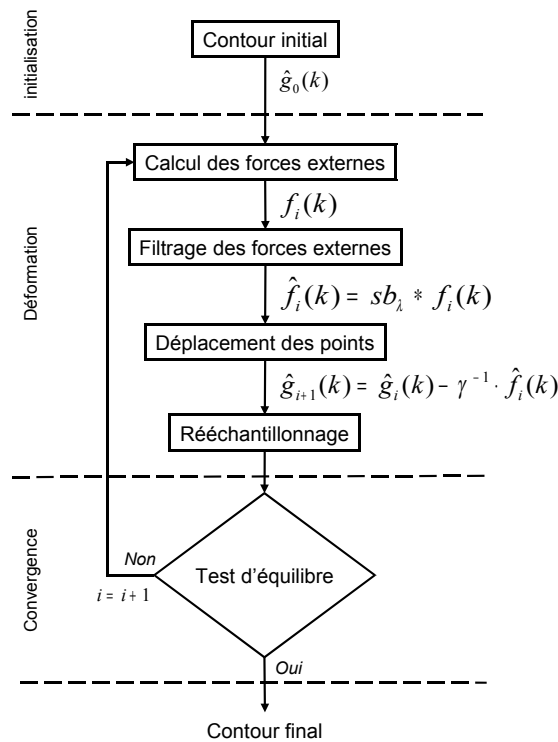 initialisation
Contour initial
ĝ₀(k)
Déformation
Calcul des forces externes
fᵢ(k)
Filtrage des forces externes
f̂ᵢ(k) = sb_λ * fᵢ(k)
Déplacement des points
ĝᵢ₊₁(k) = ĝᵢ(k) − γ⁻¹ · f̂ᵢ(k)
Rééchantillonnage
Convergence
Non
i = i + 1
Test d'équilibre
Oui
Contour final